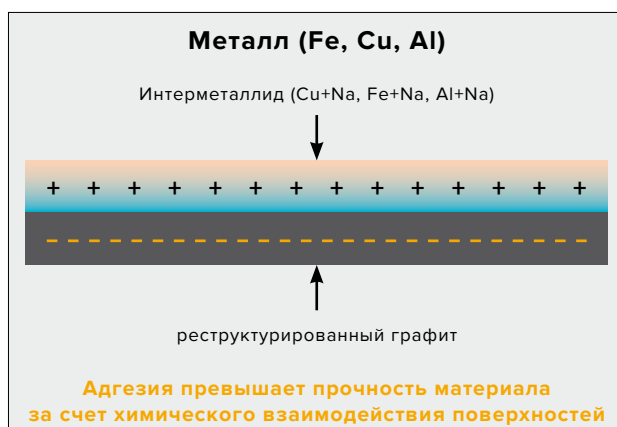 Металл (Fe, Cu, Al)
Интерметаллид (Cu+Na, Fe+Na, Al+Na)
+ + + + + + + + + + + + + +
– – – – – – – – – – – – – – – – – – – – – – – – – – –
реструктурированный графит
Адгезия превышает прочность материала
за счет химического взаимодействия поверхностей